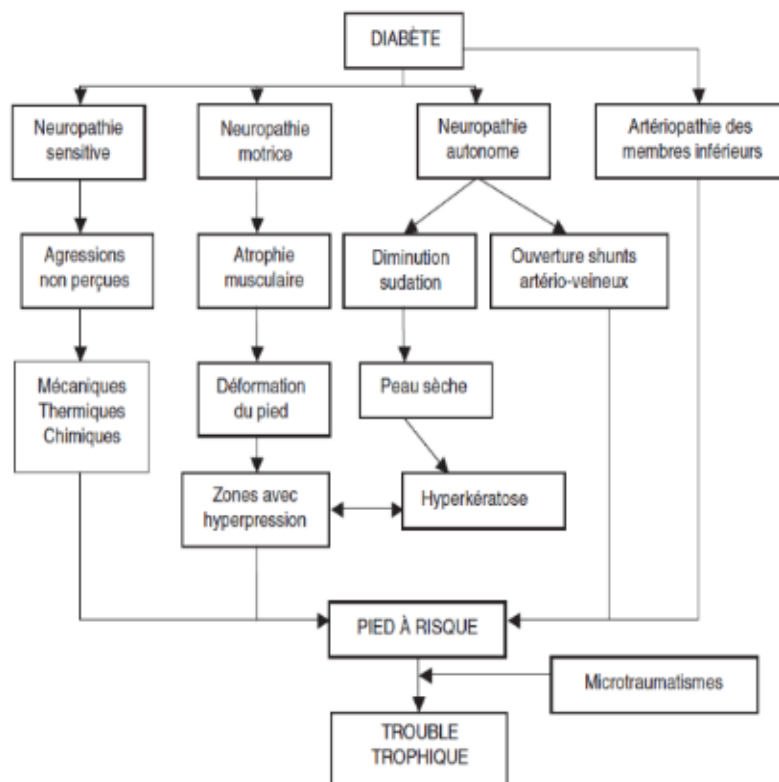 DIABÈTE
Neuropathie
sensitive
Neuropathie
motrice
Neuropathie
autonome
Artériopathie des
membres inférieurs
Agressions
non perçues
Atrophie
musculaire
Diminution
sudation
Ouverture shunts
artério-veineux
Mécaniques
Thermiques
Chimiques
Déformation
du pied
Peau sèche
Zones avec
hyperpression
Hyperkératose
PIED À RISQUE
Microtraumatismes
TROUBLE
TROPHIQUE